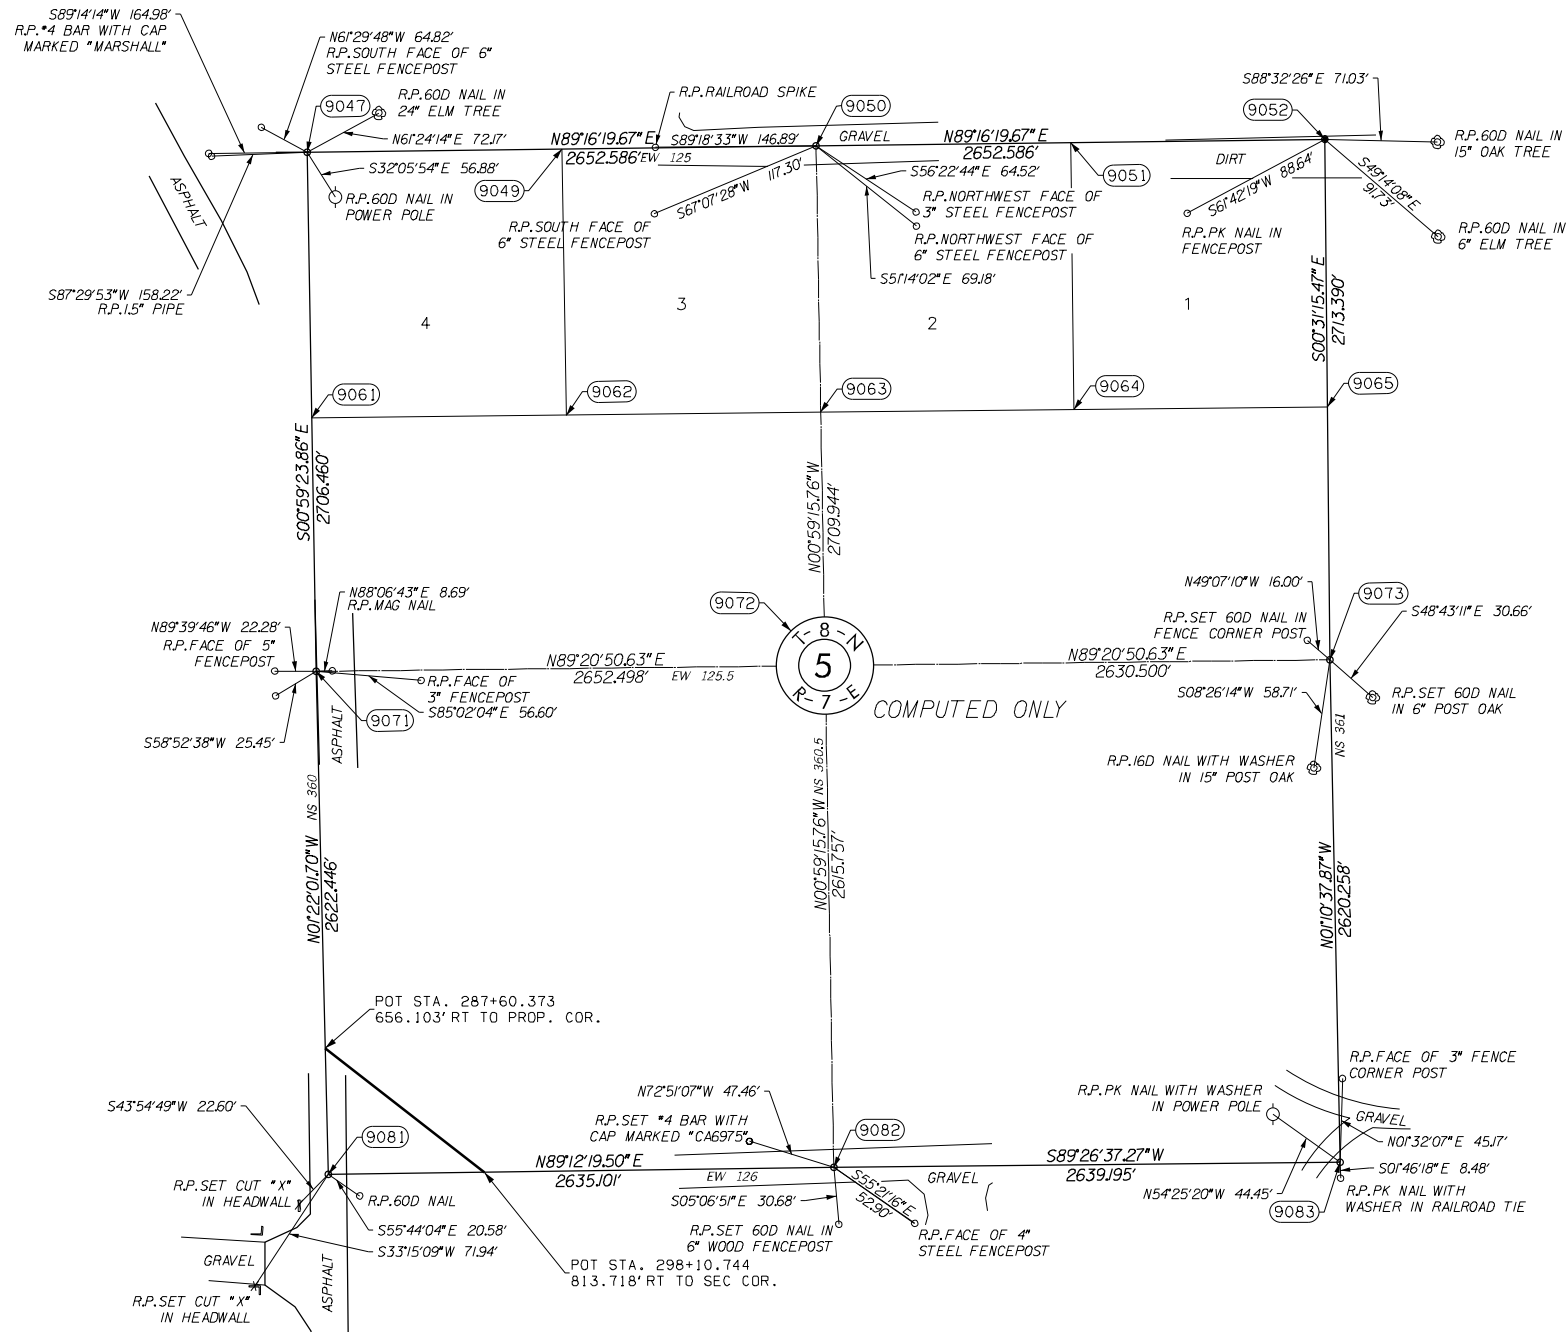 S89°14'14"W 164.98'
R.P.#4 BAR WITH CAP
MARKED "MARSHALL"
N61°29'48"W 64.82'
R.P.SOUTH FACE OF 6"
STEEL FENCEPOST
9047
R.P.60D NAIL IN
24" ELM TREE
N61°24'14"E 72.17'
S32°05'54"E 56.88'
R.P.60D NAIL IN
POWER POLE
ASPHALT
S87°29'53"W 158.22'
R.P.1.5" PIPE
R.P.RAILROAD SPIKE
N89°16'19.67"E
2652.586'
EW 125
S89°18'33"W 146.89'
9049
9050
GRAVEL
S67°07'28"W 117.30'
R.P.SOUTH FACE OF
6" STEEL FENCEPOST
N89°16'19.67"E
2652.586'
S56°22'44"E 64.52'
R.P.NORTHWEST FACE OF
3" STEEL FENCEPOST
R.P.NORTHWEST FACE OF
6" STEEL FENCEPOST
S51°14'02"E 69.18'
9051
9052
S88°32'26"E 71.03'
R.P.60D NAIL IN
15" OAK TREE
DIRT
S61°42'19"W 88.64'
R.P.PK NAIL IN
FENCEPOST
S49°14'08"E
91.73'
R.P.60D NAIL IN
6" ELM TREE
4
3
2
1
S00°31'15.47"E
2713.390'
9061
9062
9063
9064
9065
S00°59'23.86"E
2706.460'
N00°59'15.76"W
2709.944'
N88°06'43"E 8.69'
R.P.MAG NAIL
N89°39'46"W 22.28'
R.P.FACE OF 5"
FENCEPOST
S58°52'38"W 25.45'
9071
R.P.FACE OF
3" FENCEPOST
S85°02'04"E 56.60'
ASPHALT
N89°20'50.63"E
2652.498'
EW 125.5
9072
T-8-N
5
R-7-E
COMPUTED ONLY
N89°20'50.63"E
2630.500'
N49°07'10"W 16.00'
R.P.SET 60D NAIL IN
FENCE CORNER POST
9073
S48°43'11"E 30.66'
R.P.SET 60D NAIL
IN 6" POST OAK
S08°26'14"W 58.71'
R.P.16D NAIL WITH WASHER
IN 15" POST OAK
NS 361
NS 360
N01°22'01.70"W
2622.446'
NS 360.5
N00°59'15.76"W
2615.757'
N01°10'37.87"W
2620.258'
POT STA. 287+60.373
656.103' RT TO PROP. COR.
S43°54'49"W 22.60'
9081
R.P.SET CUT "X"
IN HEADWALL
R.P.60D NAIL
S55°44'04"E 20.58'
S33°15'09"W 71.94'
GRAVEL
R.P.SET CUT "X"
IN HEADWALL
ASPHALT
N89°12'19.50"E
2635.101'
EW 126
POT STA. 298+10.744
813.718' RT TO SEC COR.
N72°51'07"W 47.46'
R.P.SET #4 BAR WITH
CAP MARKED "CA6975"
9082
S05°06'51"E 30.68'
R.P.SET 60D NAIL IN
6" WOOD FENCEPOST
S55°21'16"E
52.90'
R.P.FACE OF 4"
STEEL FENCEPOST
GRAVEL
S89°26'37.27"W
2639.195'
R.P.FACE OF 3" FENCE
CORNER POST
R.P.PK NAIL WITH WASHER
IN POWER POLE
GRAVEL
N01°32'07"E 45.17'
S01°46'18"E 8.48'
N54°25'20"W 44.45'
9083
R.P.PK NAIL WITH
WASHER IN RAILROAD TIE